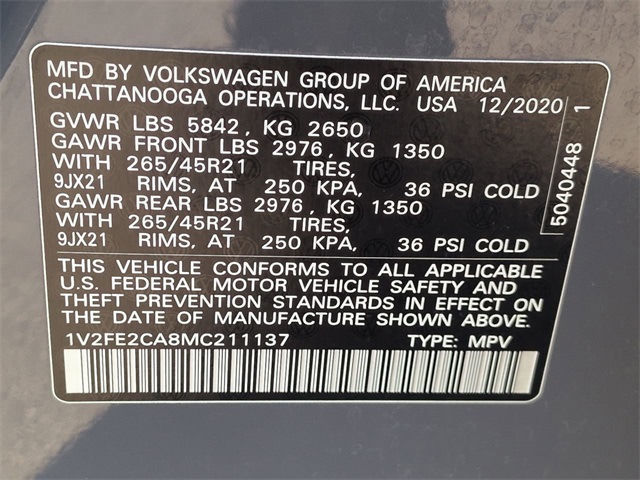 MFD BY VOLKSWAGEN GROUP OF AMERICA
CHATTANOOGA OPERATIONS, LLC. USA 12/2020
GVWR LBS 5842, KG 2650
GAWR FRONT LBS 2976, KG 1350
WITH 265/45R21 TIRES,
9JX21 RIMS, AT 250 KPA, 36 PSI COLD
GAWR REAR LBS 2976, KG 1350
WITH 265/45R21 TIRES,
9JX21 RIMS, AT 250 KPA, 36 PSI COLD
THIS VEHICLE CONFORMS TO ALL APPLICABLE
U.S. FEDERAL MOTOR VEHICLE SAFETY AND
THEFT PREVENTION STANDARDS IN EFFECT ON
THE DATE OF MANUFACTURE SHOWN ABOVE.
1V2FE2CA8MC211137 TYPE: MPV
5040448 1